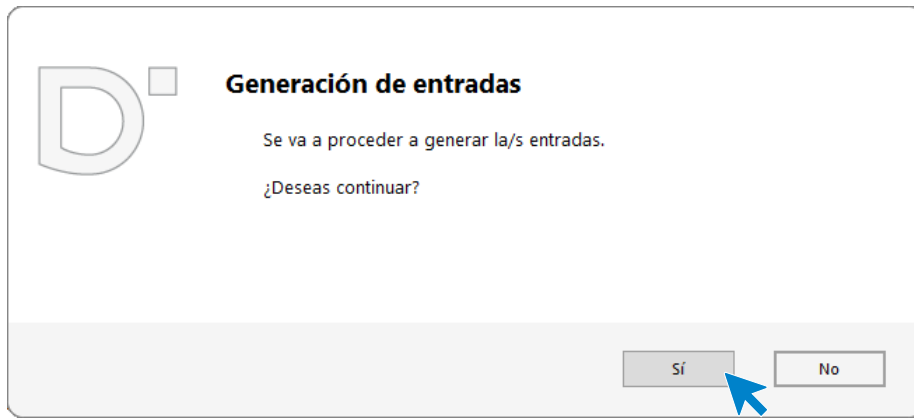 Generación de entradas
Se va a proceder a generar la/s entradas.
¿Deseas continuar?
Sí
No